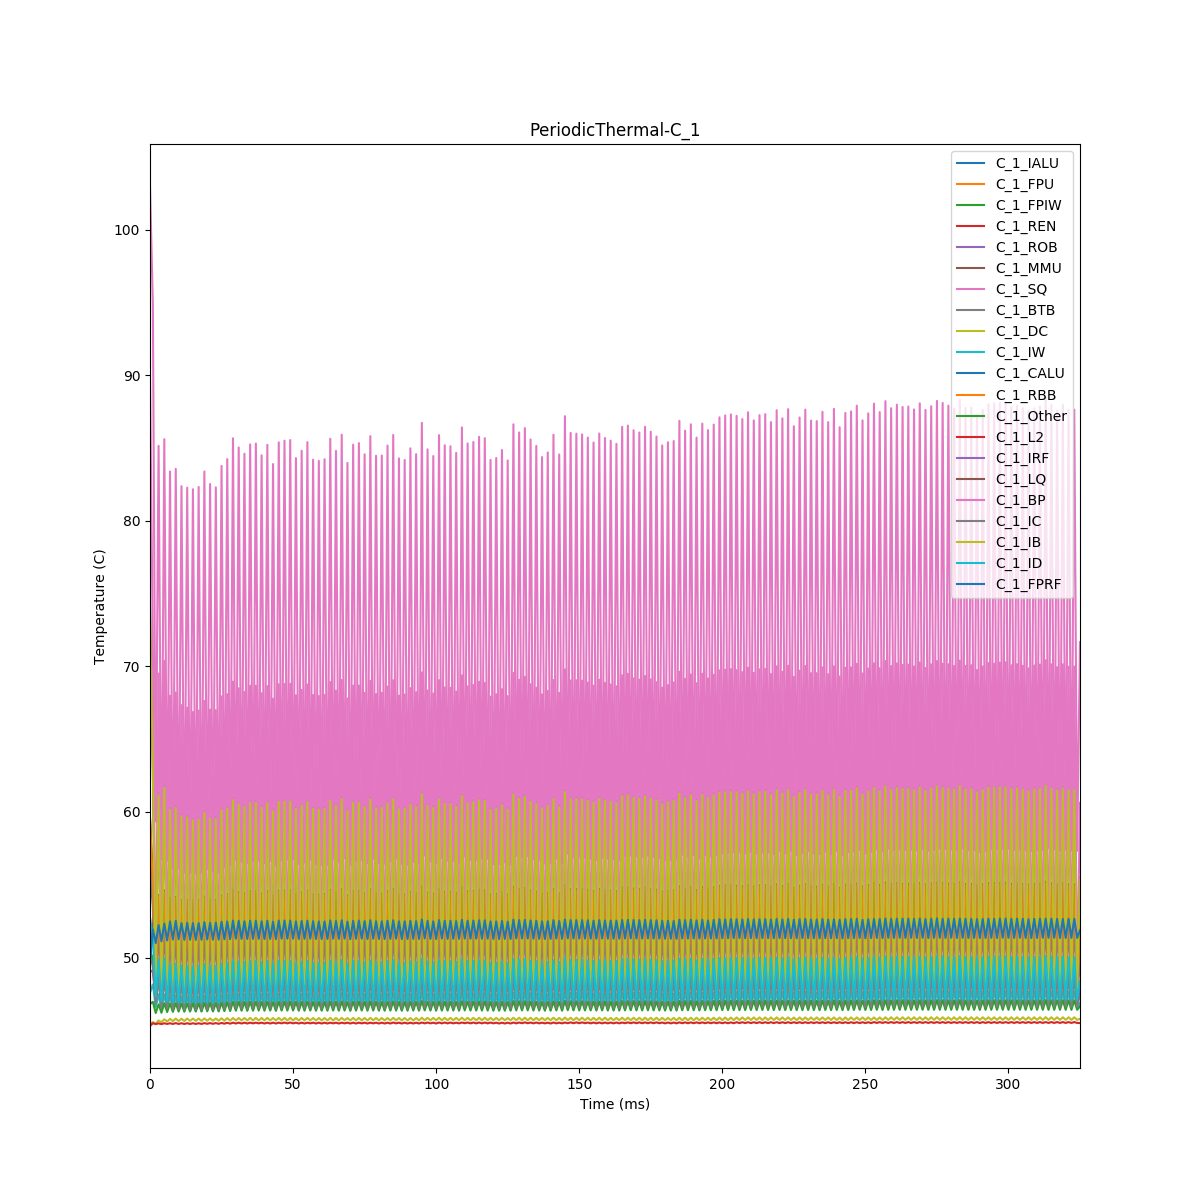 PeriodicThermal-C_1
C_1_IALU
C_1_FPU
C_1_FPIW
C_1_REN
C_1_ROB
C_1_MMU
C_1_SQ
C_1_BTB
C_1_DC
C_1_IW
C_1_CALU
C_1_RBB
C_1_Other
C_1_L2
C_1_IRF
C_1_LQ
C_1_BP
C_1_IC
C_1_IB
C_1_ID
C_1_FPRF
100
90
80
70
60
50
Temperature (C)
0 50 100 150 200 250 300
Time (ms)